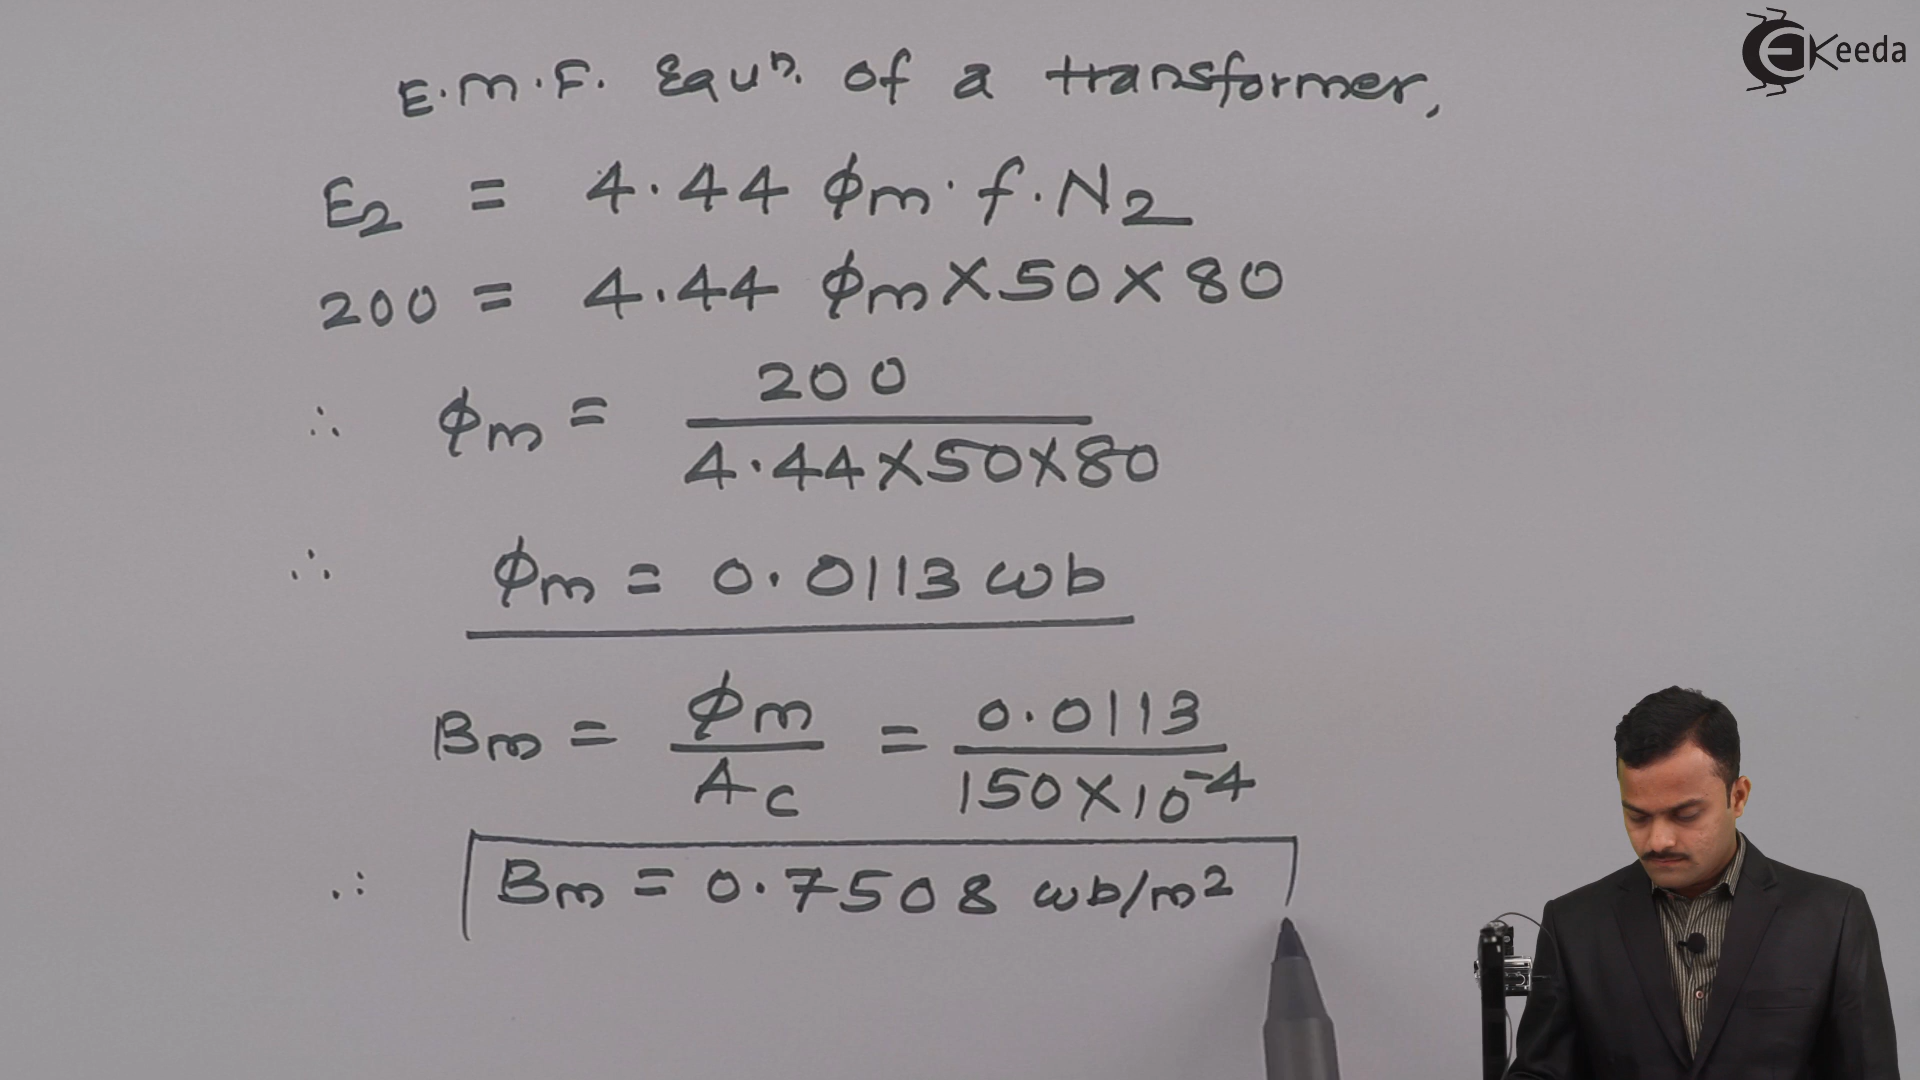 EKeeda
E.m.F. Equⁿ. of a transformer,
E₂ = 4.44 ϕm. f. N₂
200 = 4.44 ϕm × 50 × 80
∴ ϕm = 200 / 4.44 × 50 × 80
∴ ϕm = 0.0113 wb
Bm = ϕm / Ac = 0.0113 / 150 × 10⁻⁴
∴ Bm = 0.7508 wb/m²